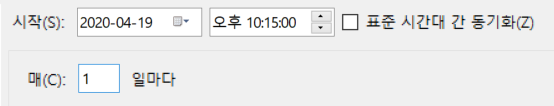 시작(S): 2020-04-19 오후 10:15:00 표준 시간대 간 동기화(Z)
매(C): 1 일마다